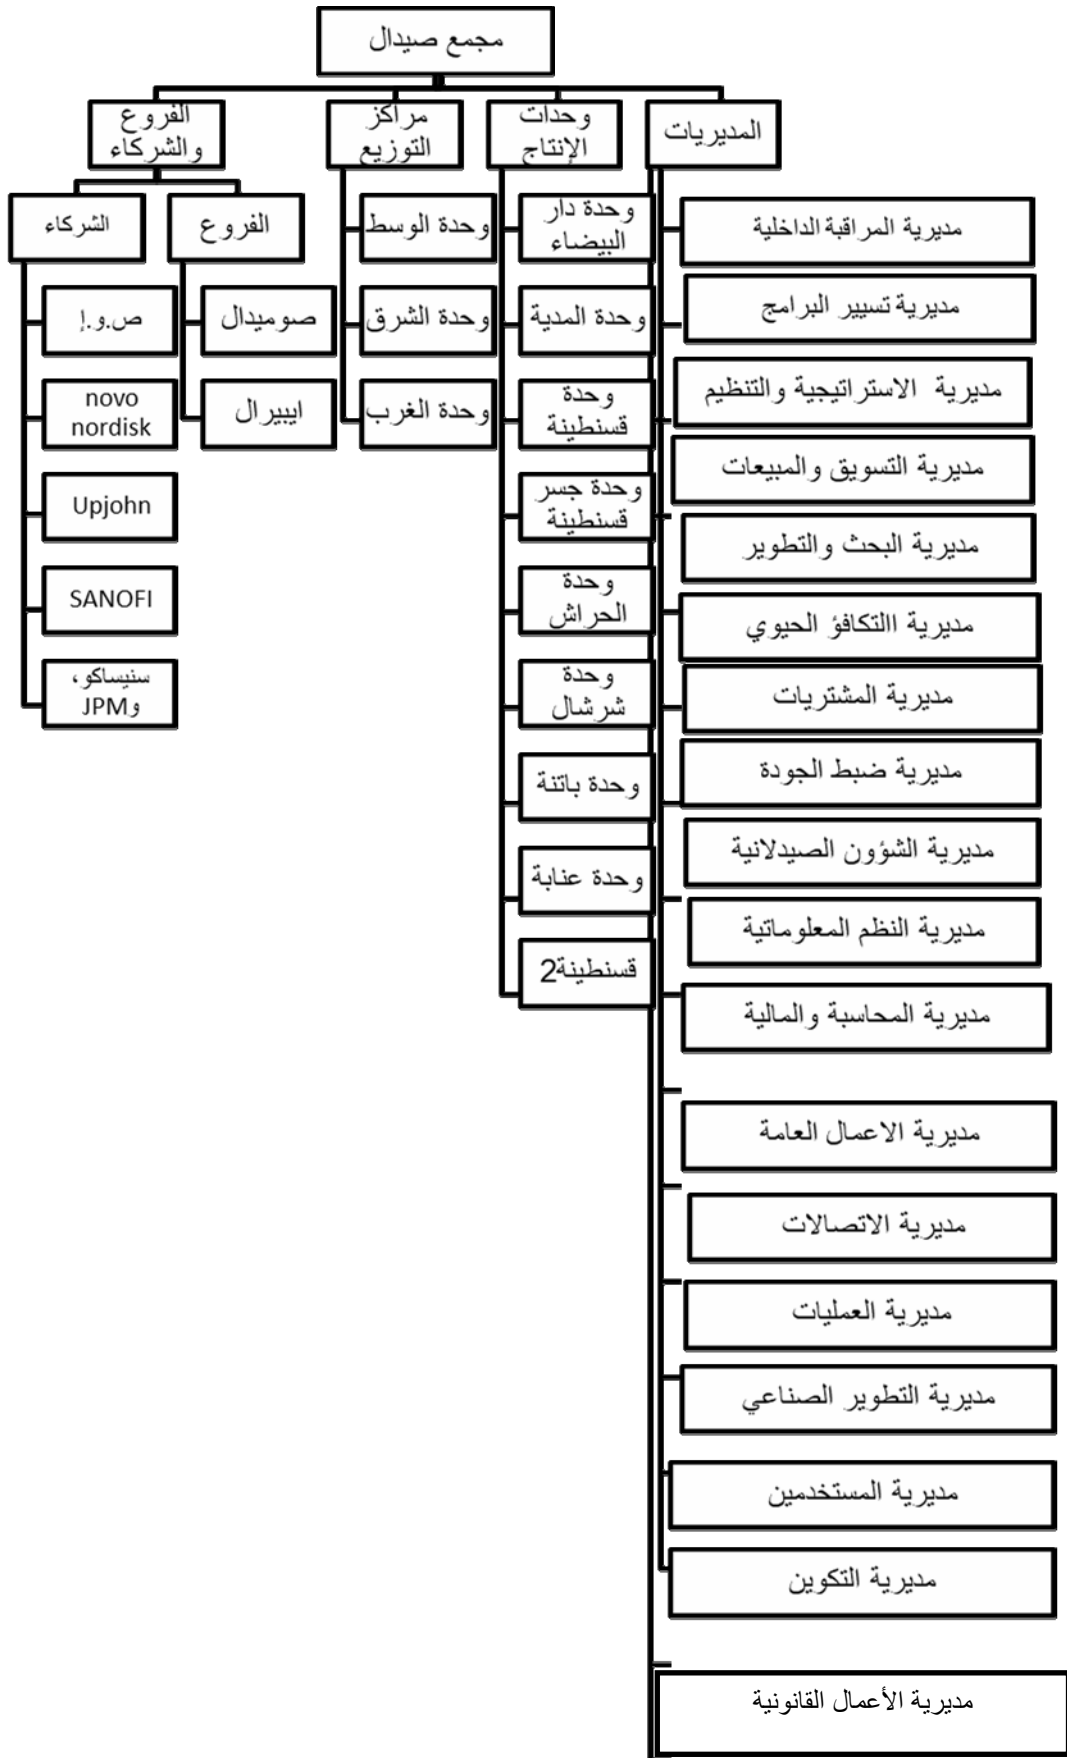 مجمع صيدال
المديريات
وحدات
الإنتاج
مراكز
التوزيع
الفروع
والشركاء
مديرية المراقبة الداخلية
مديرية تسيير البرامج
مديرية الاستراتيجية والتنظيم
مديرية التسويق والمبيعات
مديرية البحث والتطوير
مديرية االتكافؤ الحيوي
مديرية المشتريات
مديرية ضبط الجودة
مديرية الشؤون الصيدلانية
مديرية النظم المعلوماتية
مديرية المحاسبة والمالية
مديرية الاعمال العامة
مديرية الاتصالات
مديرية العمليات
مديرية التطوير الصناعي
مديرية المستخدمين
مديرية التكوين
مديرية الأعمال القانونية
وحدة دار
البيضاء
وحدة المدية
وحدة
قسنطينة
وحدة جسر
قسنطينة
وحدة
الحراش
وحدة
شرشال
وحدة باتنة
وحدة عنابة
قسنطينة2
وحدة الوسط
وحدة الشرق
وحدة الغرب
الفروع
صوميدال
ايبيرال
الشركاء
ص.و.إ
novo
nordisk
Upjohn
SANOFI
سنيساكو،
وJPM